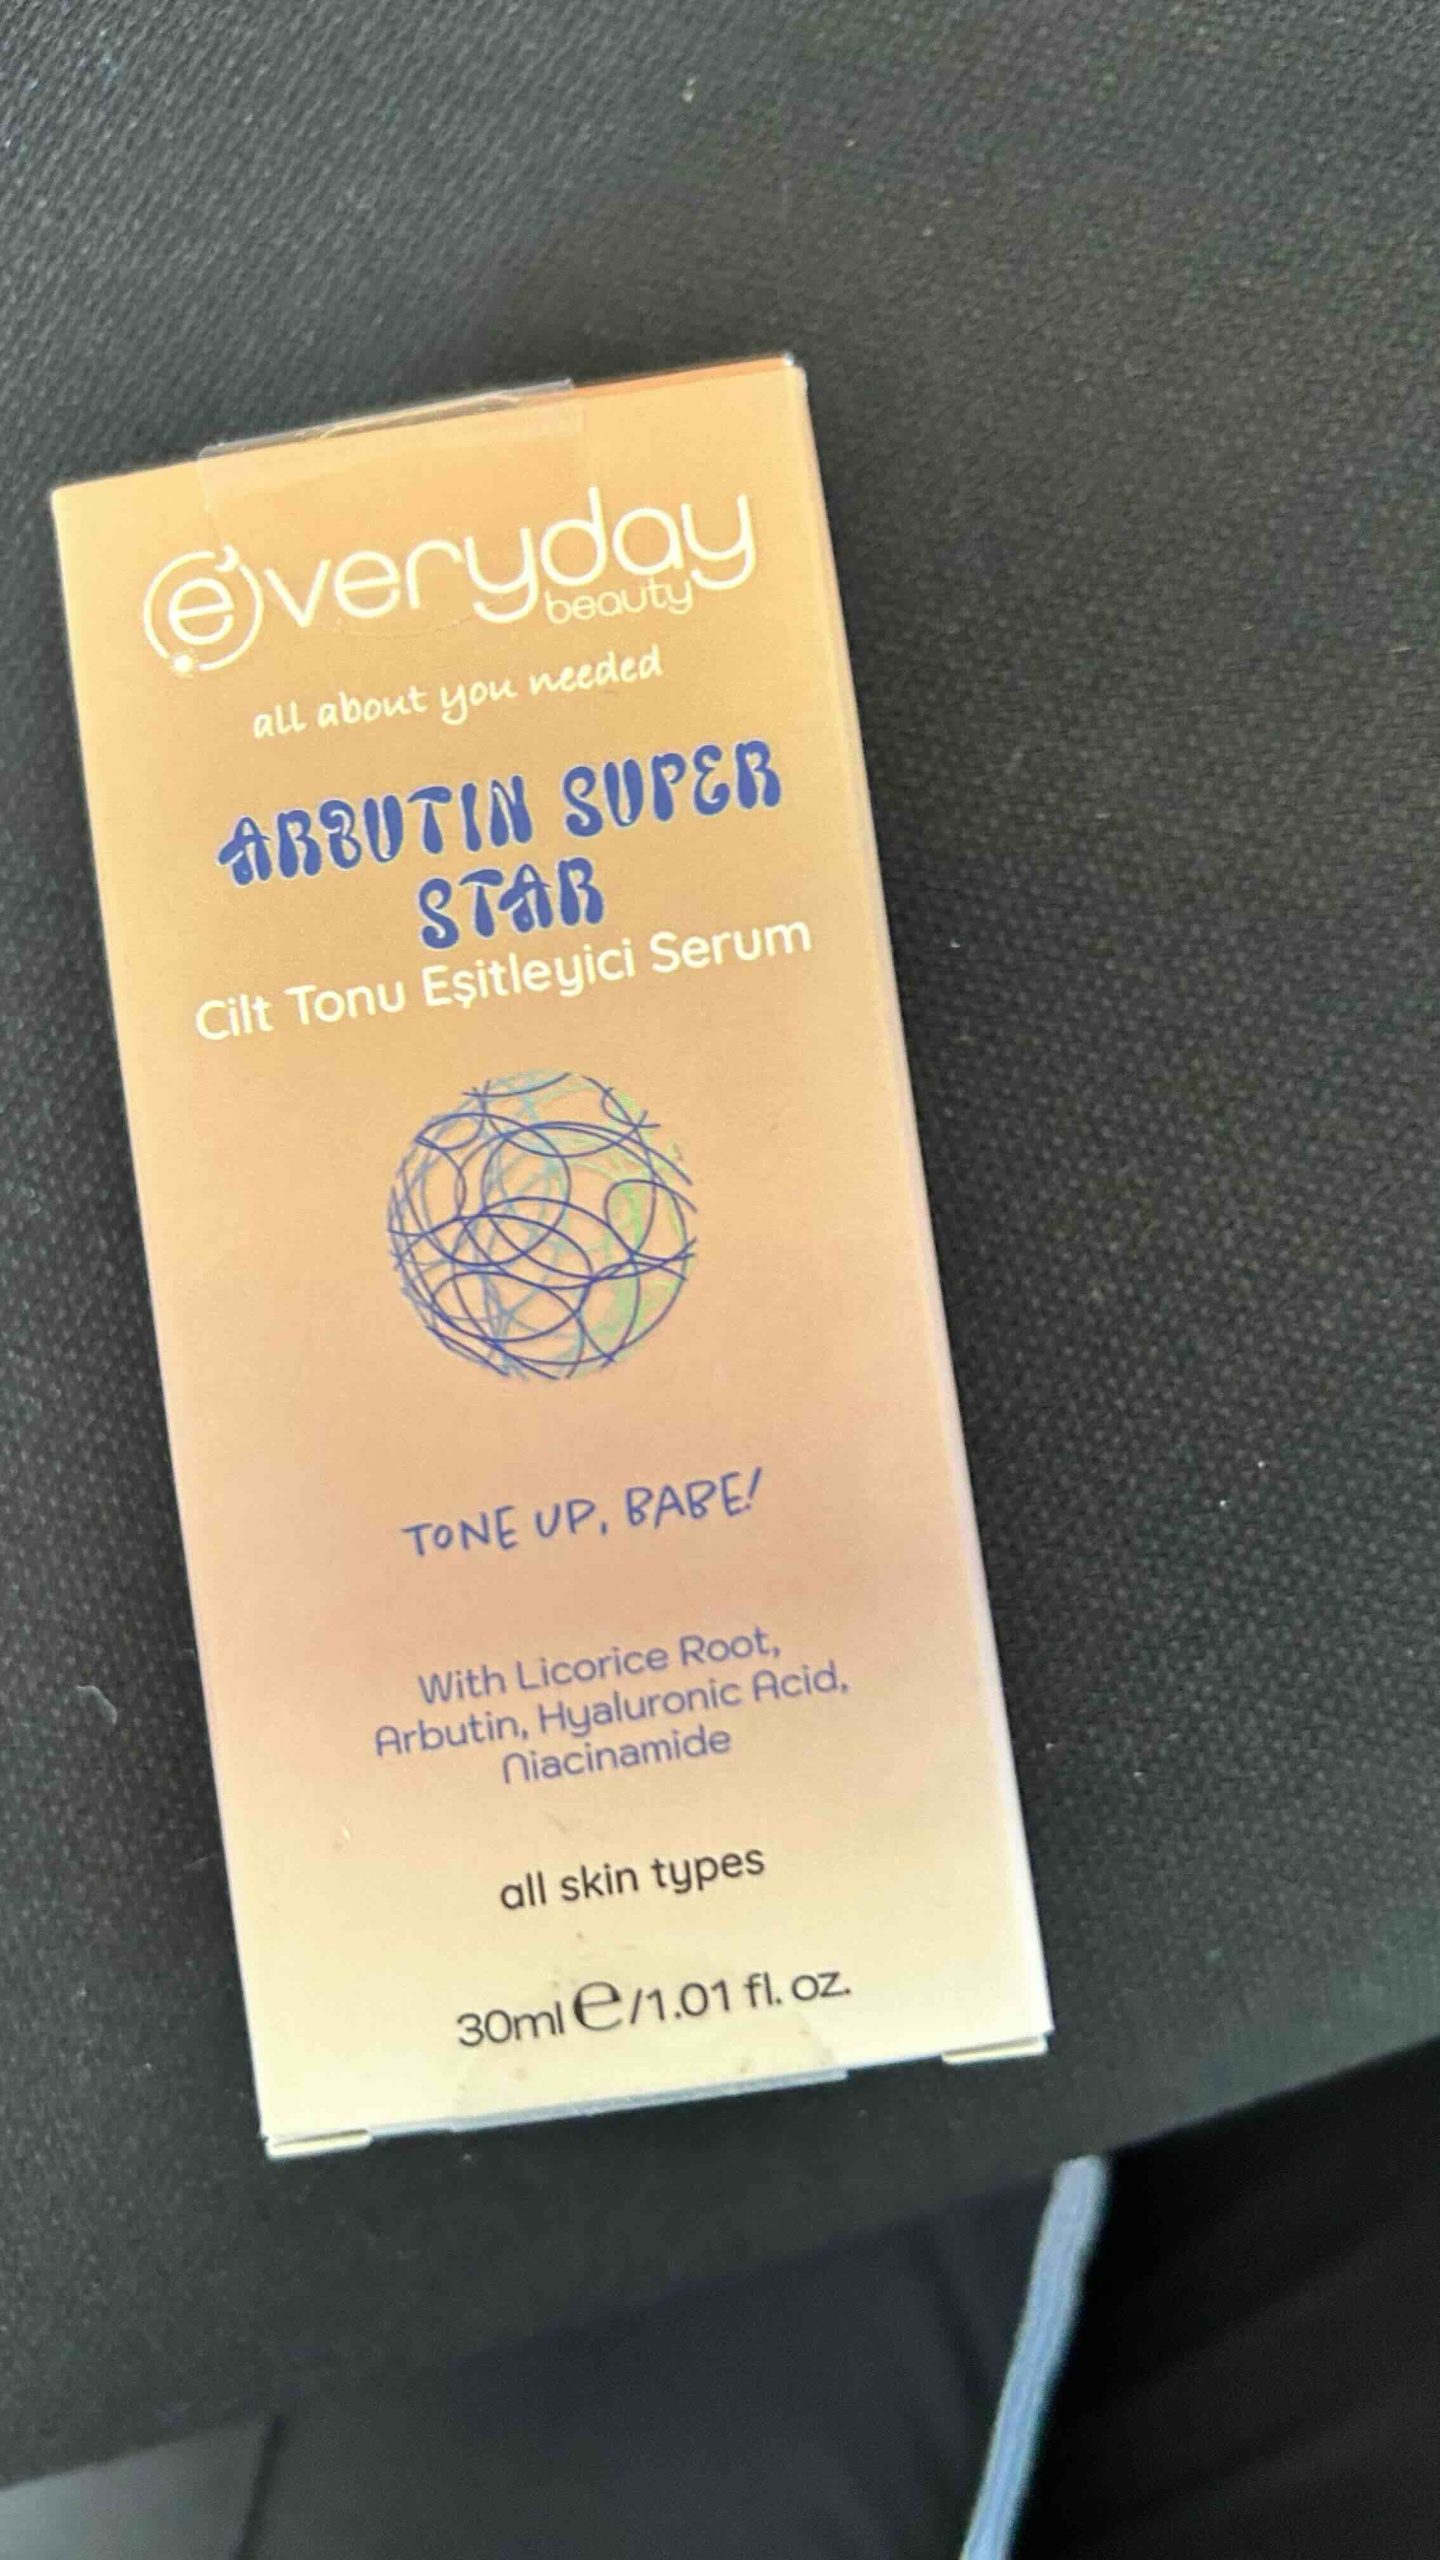 everyday
beauty
all about you needed
ARBUTIN SUPER
STAR
Cilt Tonu Eşitleyici Serum
TONE UP, BABE!
With Licorice Root,
Arbutin, Hyaluronic Acid,
Niacinamide
all skin types
30ml e/1.01 fl. oz.